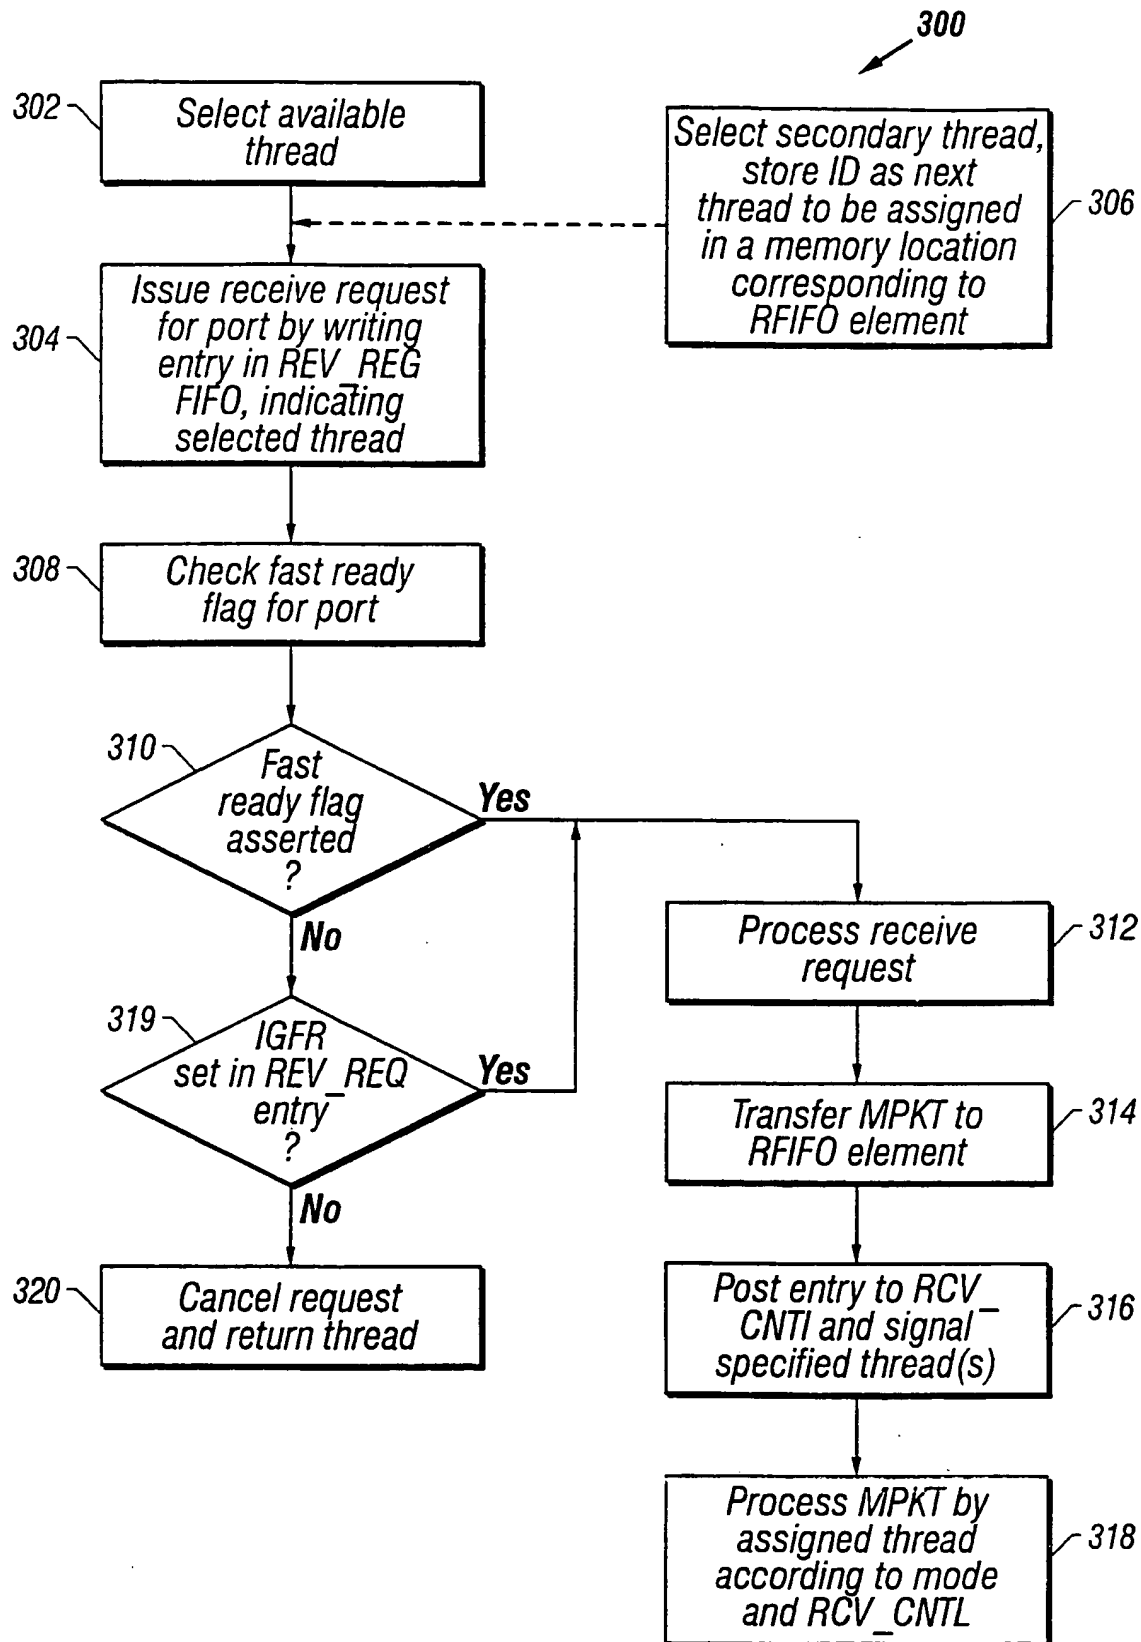 300
302
Select available
thread
Select secondary thread,
store ID as next
thread to be assigned
in a memory location
corresponding to
RFIFO element
306
304
Issue receive request
for port by writing
entry in REV_REG
FIFO, indicating
selected thread
308
Check fast ready
flag for port
310
Fast
ready flag
asserted
?
Yes
No
319
IGFR
set in REV_REQ
entry
?
Yes
No
320
Cancel request
and return thread
Process receive
request
312
Transfer MPKT to
RFIFO element
314
Post entry to RCV_
CNTI and signal
specified thread(s)
316
Process MPKT by
assigned thread
according to mode
and RCV_CNTL
318